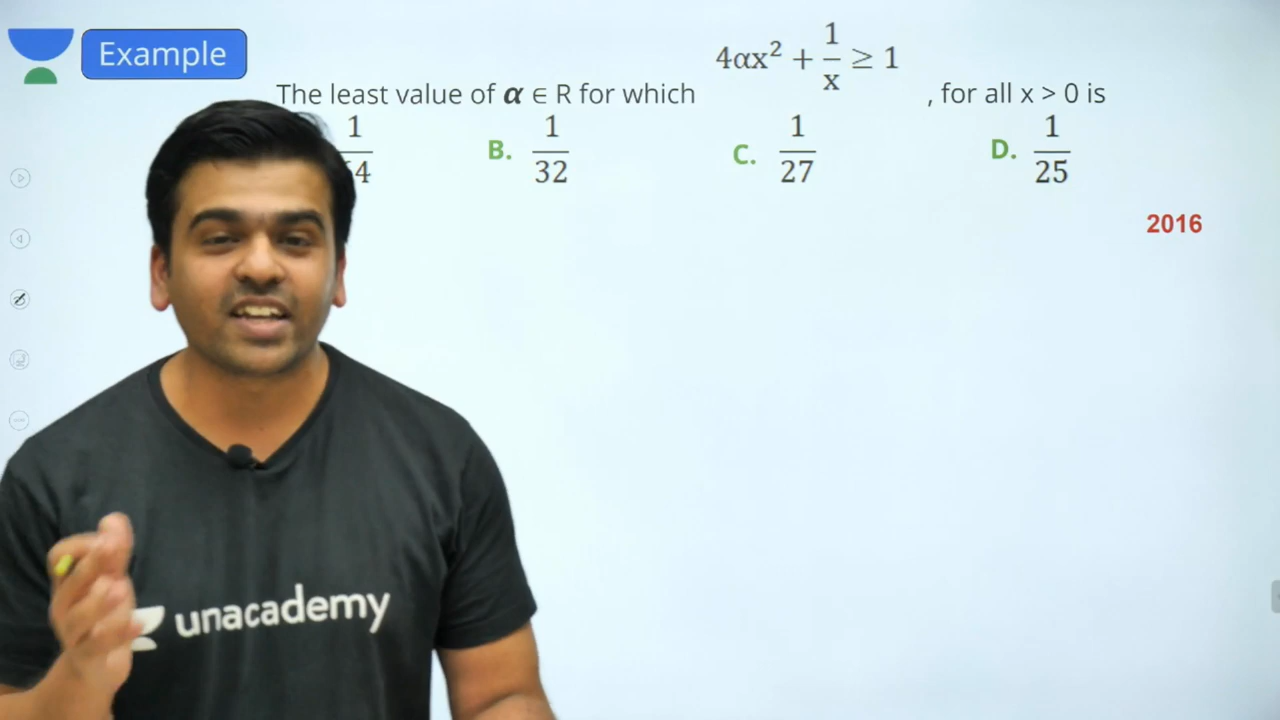 Example
4αx² + 1/x ≥ 1
The least value of α ∈ R for which , for all x > 0 is
B. 1/32 C. 1/27 D. 1/25
2016
unacademy